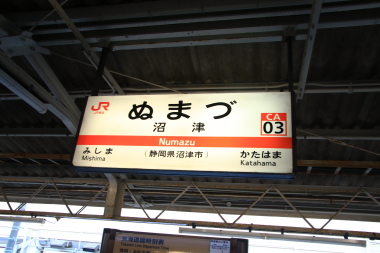 JR
ぬまづ
沼津
CA
03
Numazu
みしま
Mishima
(静岡県沼津市)
かたはま
Katahama